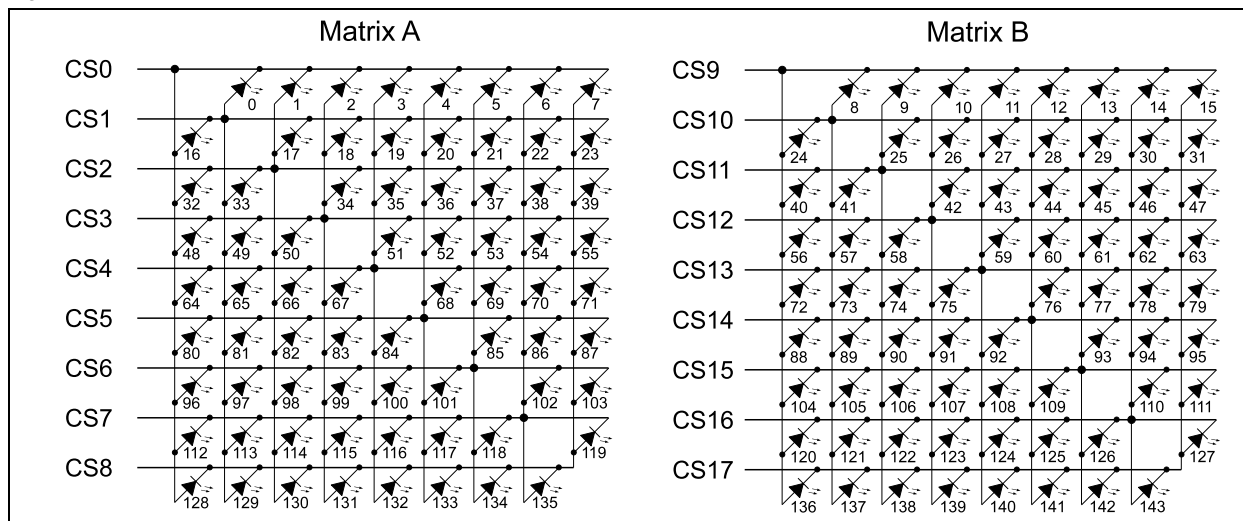 Matrix A Matrix B
CS0 CS9
0 1 2 3 4 5 6 7 8 9 10 11 12 13 14 15
CS1 CS10
16 17 18 19 20 21 22 23 24 25 26 27 28 29 30 31
CS2 CS11
32 33 34 35 36 37 38 39 40 41 42 43 44 45 46 47
CS3 CS12
48 49 50 51 52 53 54 55 56 57 58 59 60 61 62 63
CS4 CS13
64 65 66 67 68 69 70 71 72 73 74 75 76 77 78 79
CS5 CS14
80 81 82 83 84 85 86 87 88 89 90 91 92 93 94 95
CS6 CS15
96 97 98 99 100 101 102 103 104 105 106 107 108 109 110 111
CS7 CS16
112 113 114 115 116 117 118 119 120 121 122 123 124 125 126 127
CS8 CS17
128 129 130 131 132 133 134 135 136 137 138 139 140 141 142 143